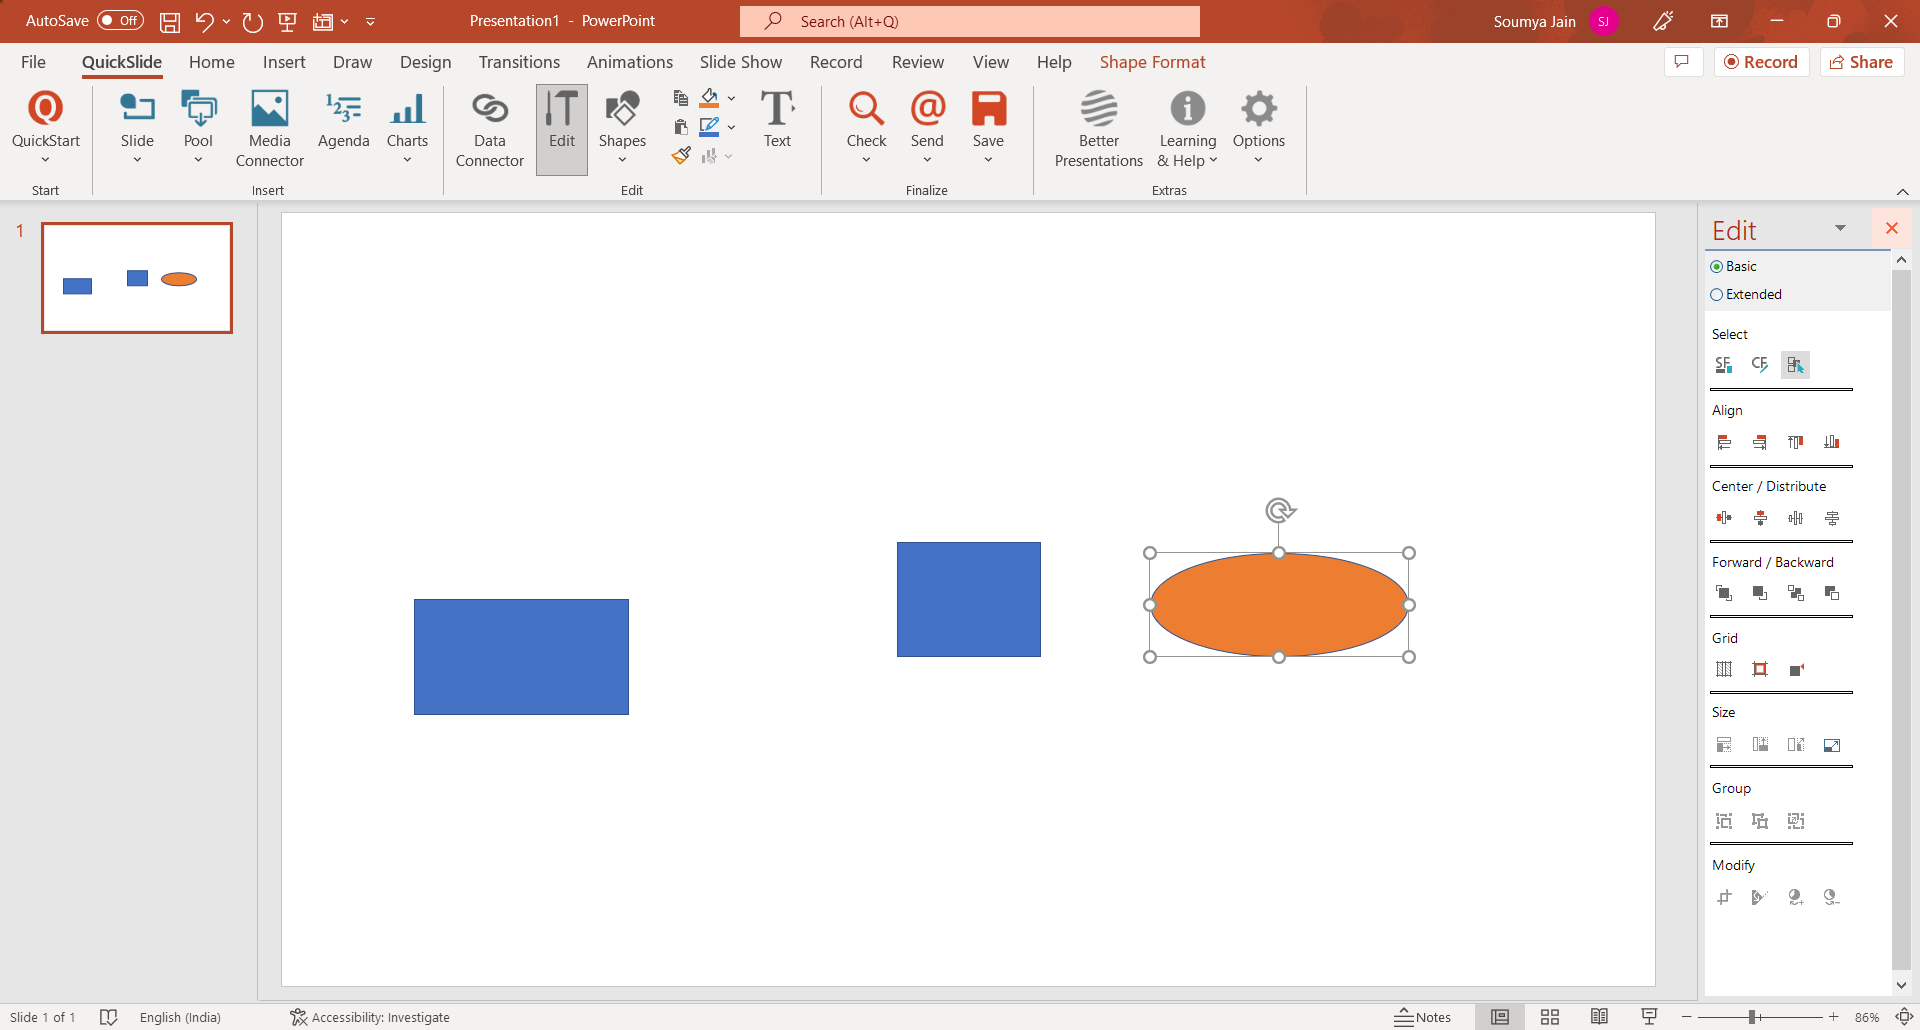 AutoSave Off
Presentation1 - PowerPoint
Search (Alt+Q)
Soumya Jain SJ
File QuickSlide Home Insert Draw Design Transitions Animations Slide Show Record Review View Help Shape Format
Record Share
QuickStart
Start
Slide
Pool
Media
Connector
Agenda
Charts
Insert
Data
Connector
Edit
Shapes
Text
Edit
Check
Send
Save
Finalize
Better
Presentations
Learning
& Help
Options
Extras
1
Edit
Basic
Extended
Select
SF CF
Align
Center / Distribute
Forward / Backward
Grid
Size
Group
Modify
Slide 1 of 1 English (India) Accessibility: Investigate Notes 86%